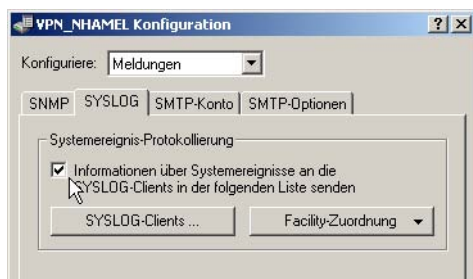 VPN_NHAMEL Konfiguration
Konfiguriere: Meldungen
SNMP SYSLOG SMTP-Konto SMTP-Optionen
Systemereignis-Protokollierung
Informationen über Systemereignisse an die
SYSLOG-Clients in der folgenden Liste senden
SYSLOG-Clients ... Facility-Zuordnung